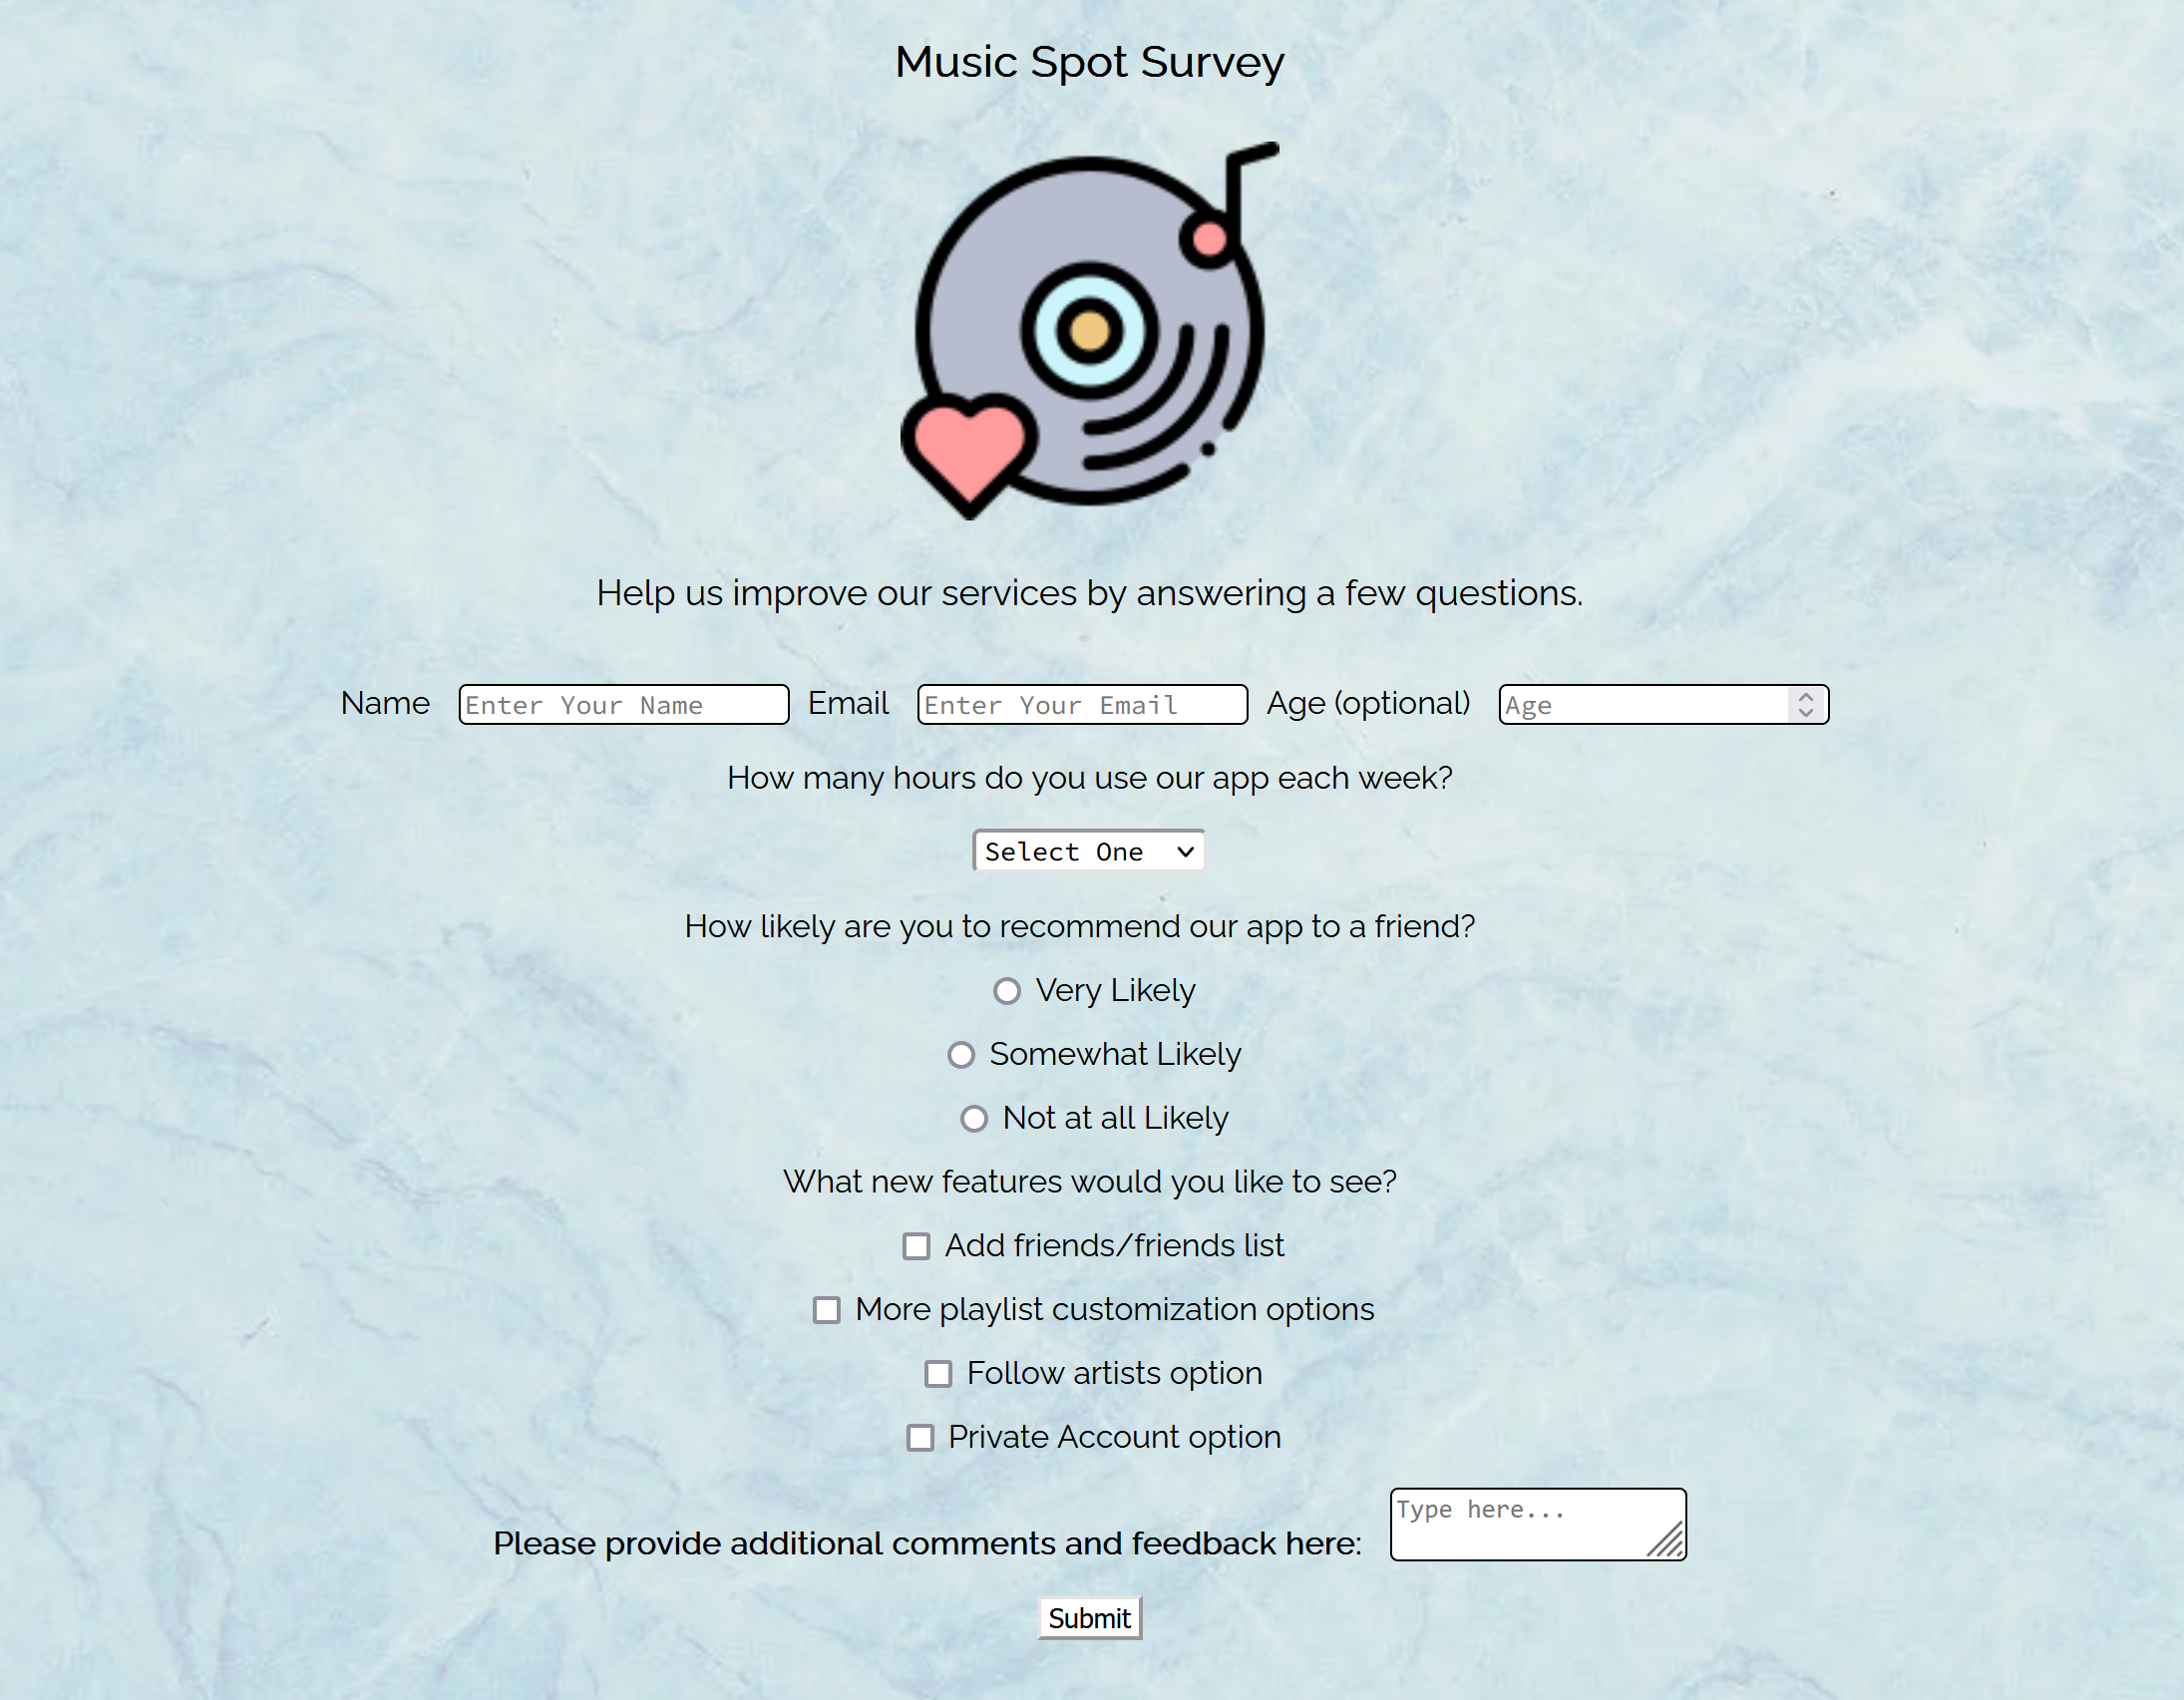 Music Spot Survey
Help us improve our services by answering a few questions.
Name Enter Your Name Email Enter Your Email Age (optional) Age
How many hours do you use our app each week?
Select One
How likely are you to recommend our app to a friend?
Very Likely
Somewhat Likely
Not at all Likely
What new features would you like to see?
Add friends/friends list
More playlist customization options
Follow artists option
Private Account option
Please provide additional comments and feedback here: Type here...
Submit